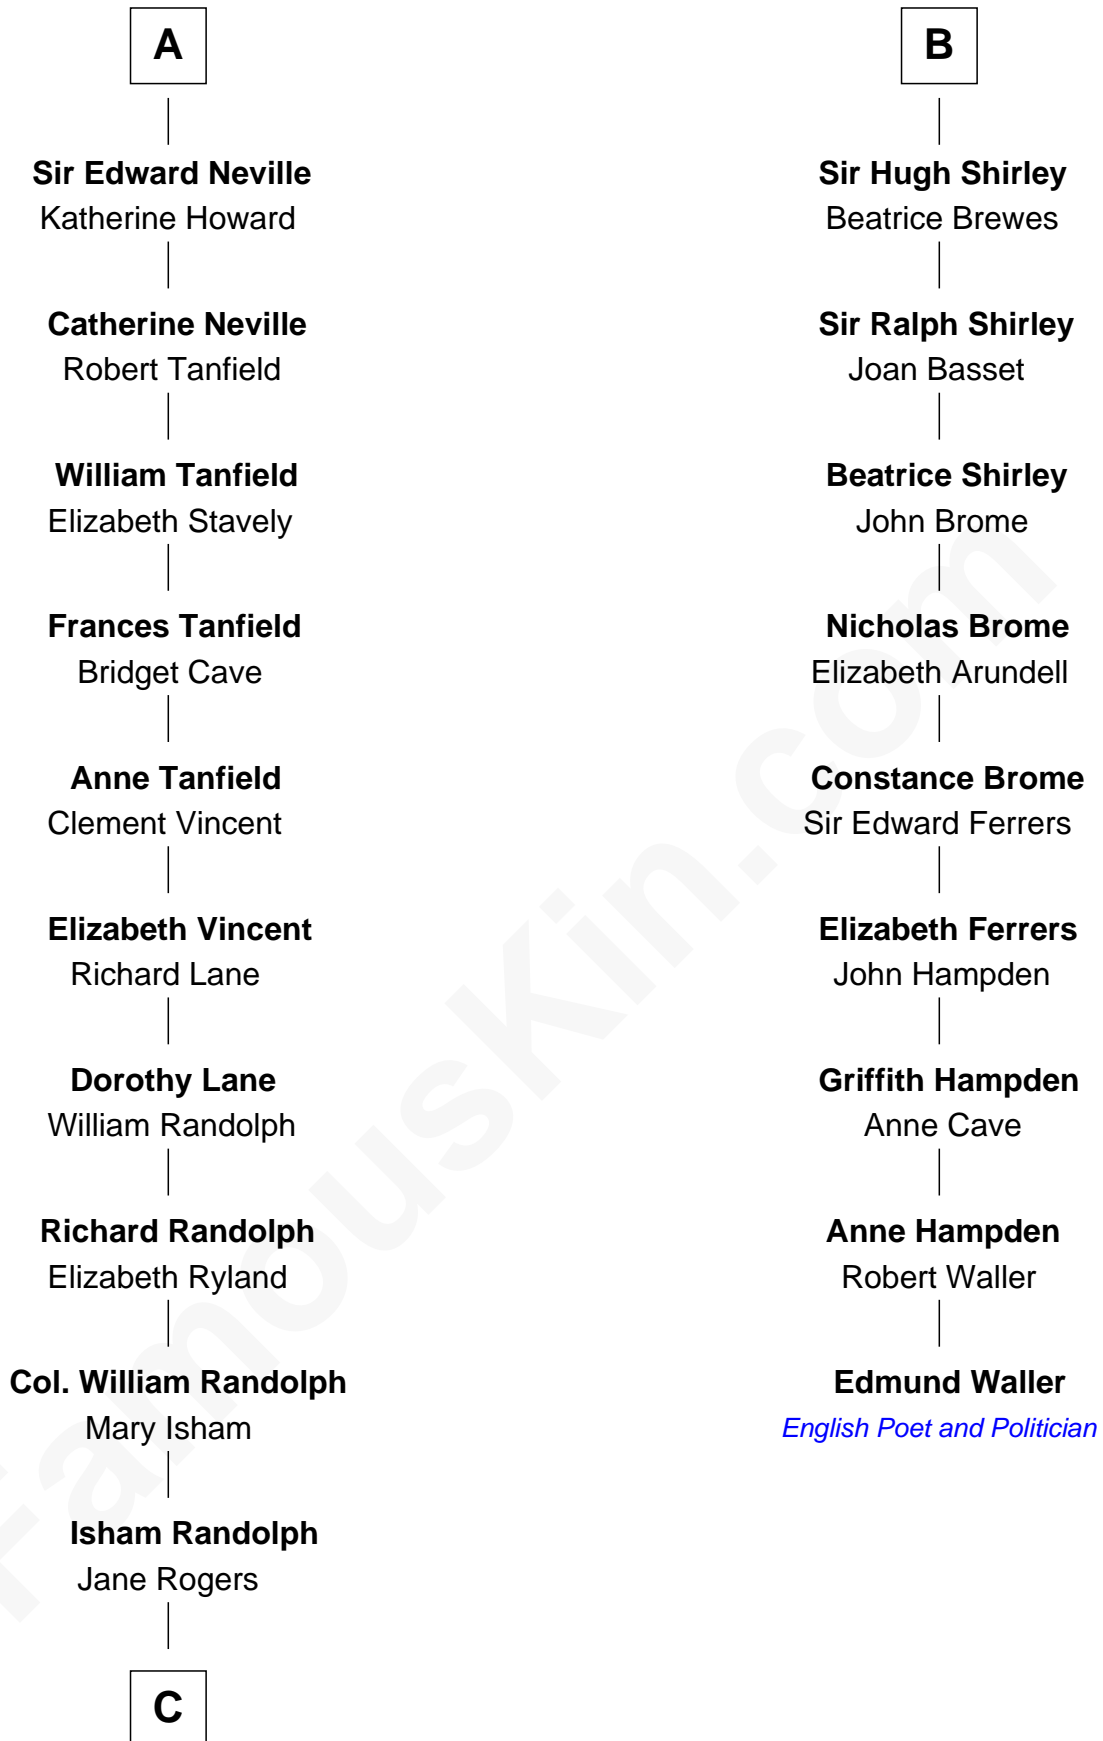 A
Sir Edward Neville
Katherine Howard
Catherine Neville
Robert Tanfield
William Tanfield
Elizabeth Stavely
Frances Tanfield
Bridget Cave
Anne Tanfield
Clement Vincent
Elizabeth Vincent
Richard Lane
Dorothy Lane
William Randolph
Richard Randolph
Elizabeth Ryland
Col. William Randolph
Mary Isham
Isham Randolph
Jane Rogers
C
B
Sir Hugh Shirley
Beatrice Brewes
Sir Ralph Shirley
Joan Basset
Beatrice Shirley
John Brome
Nicholas Brome
Elizabeth Arundell
Constance Brome
Sir Edward Ferrers
Elizabeth Ferrers
John Hampden
Griffith Hampden
Anne Cave
Anne Hampden
Robert Waller
Edmund Waller
English Poet and Politician
FamousKin.com